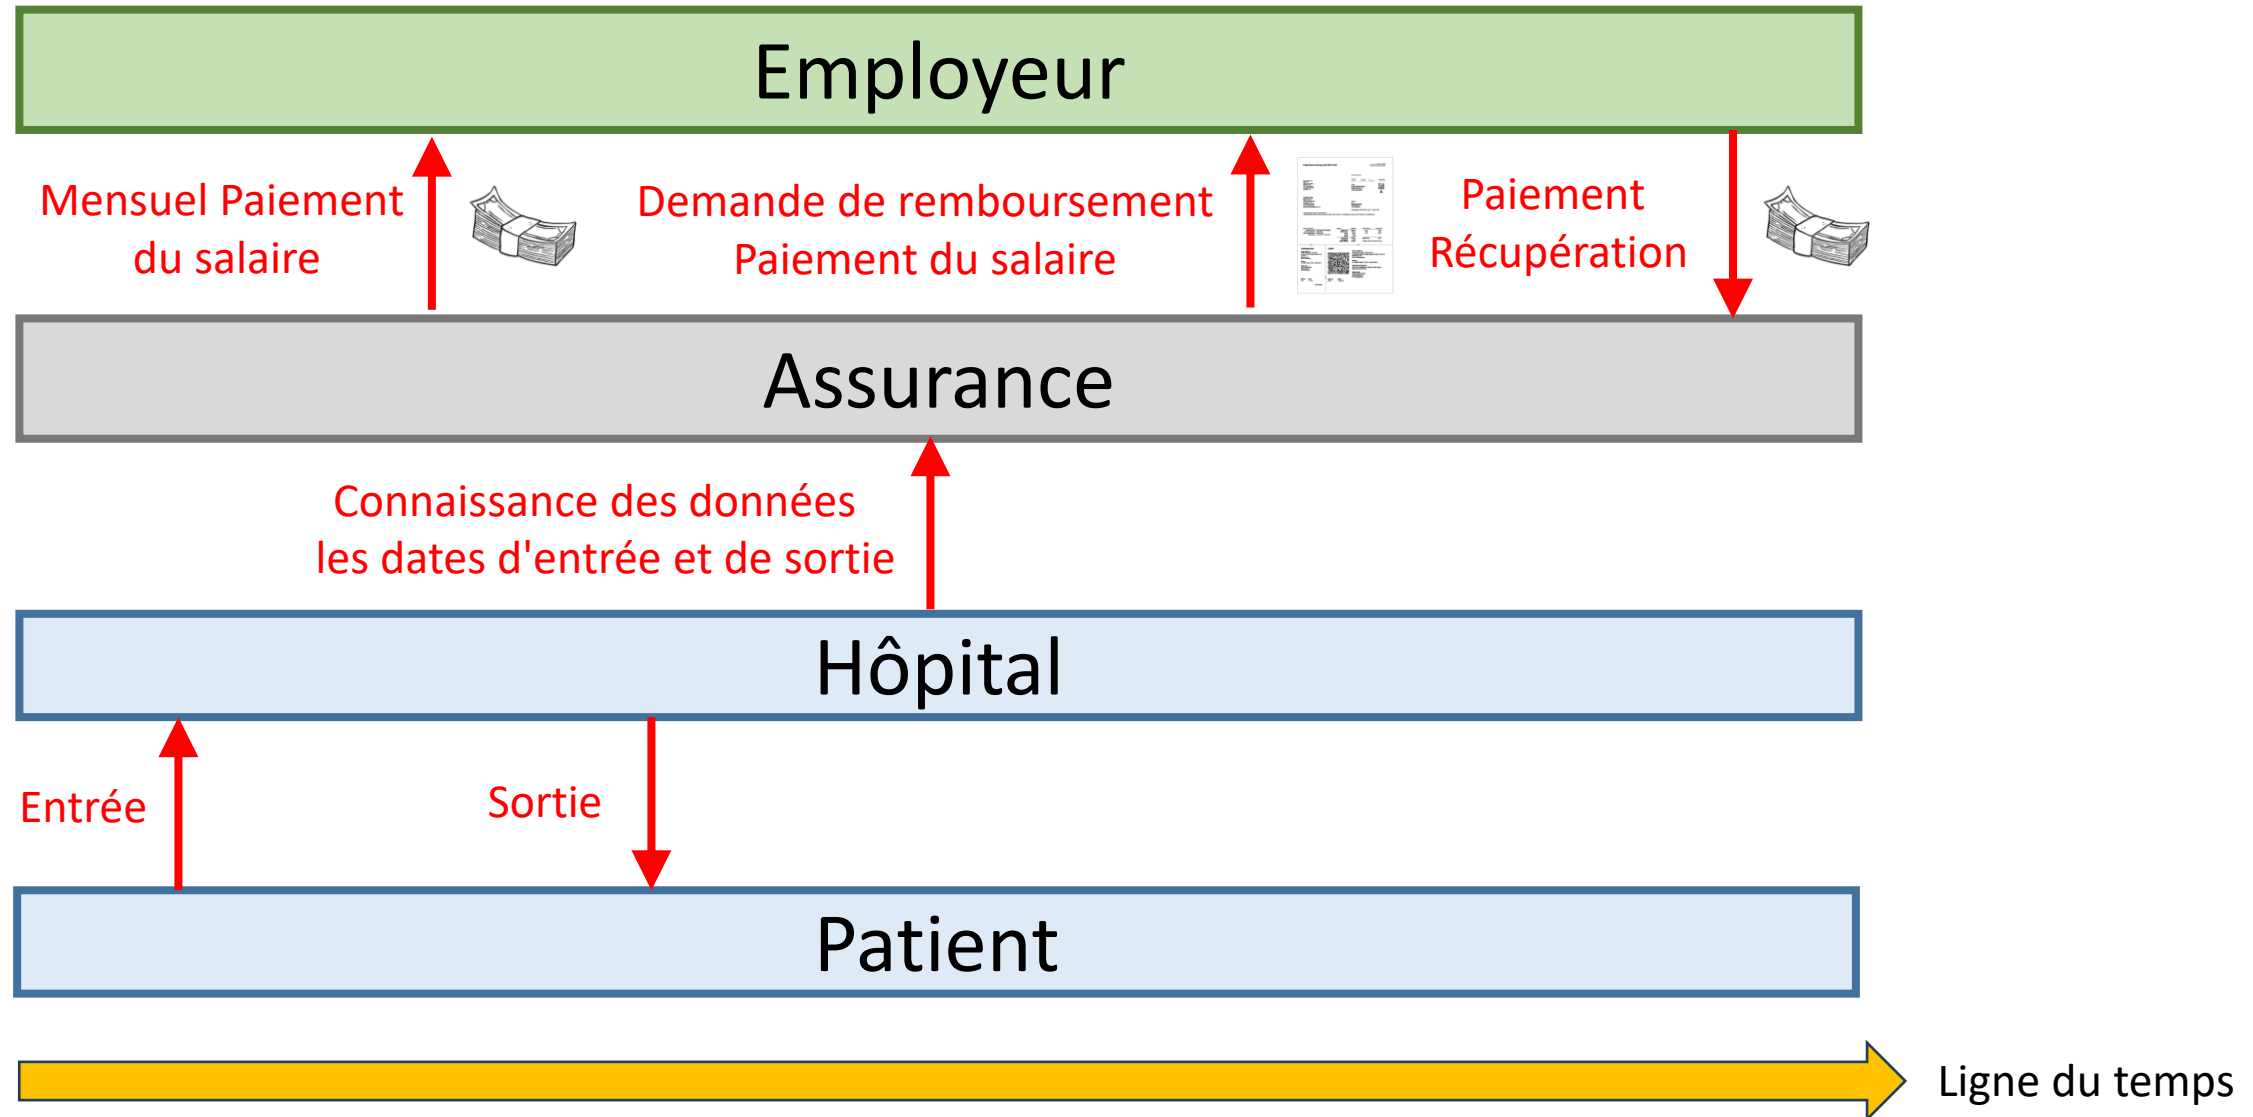 Employeur
Mensuel Paiement
du salaire
Demande de remboursement
Paiement du salaire
Paiement
Récupération
Assurance
Connaissance des données
les dates d'entrée et de sortie
Hôpital
Entrée
Sortie
Patient
Ligne du temps